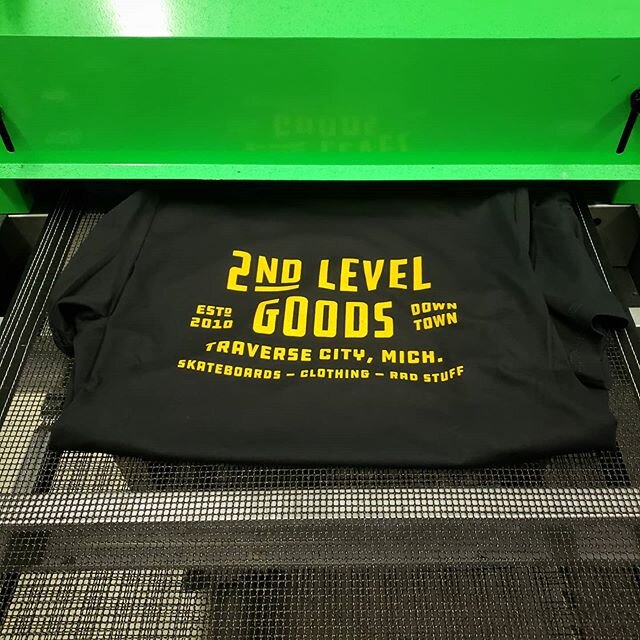 2ND LEVEL
ESTD 2010 GOODS DOWN TOWN
TRAVERSE CITY, MICH.
SKATEBOARDS - CLOTHING - RAD STUFF